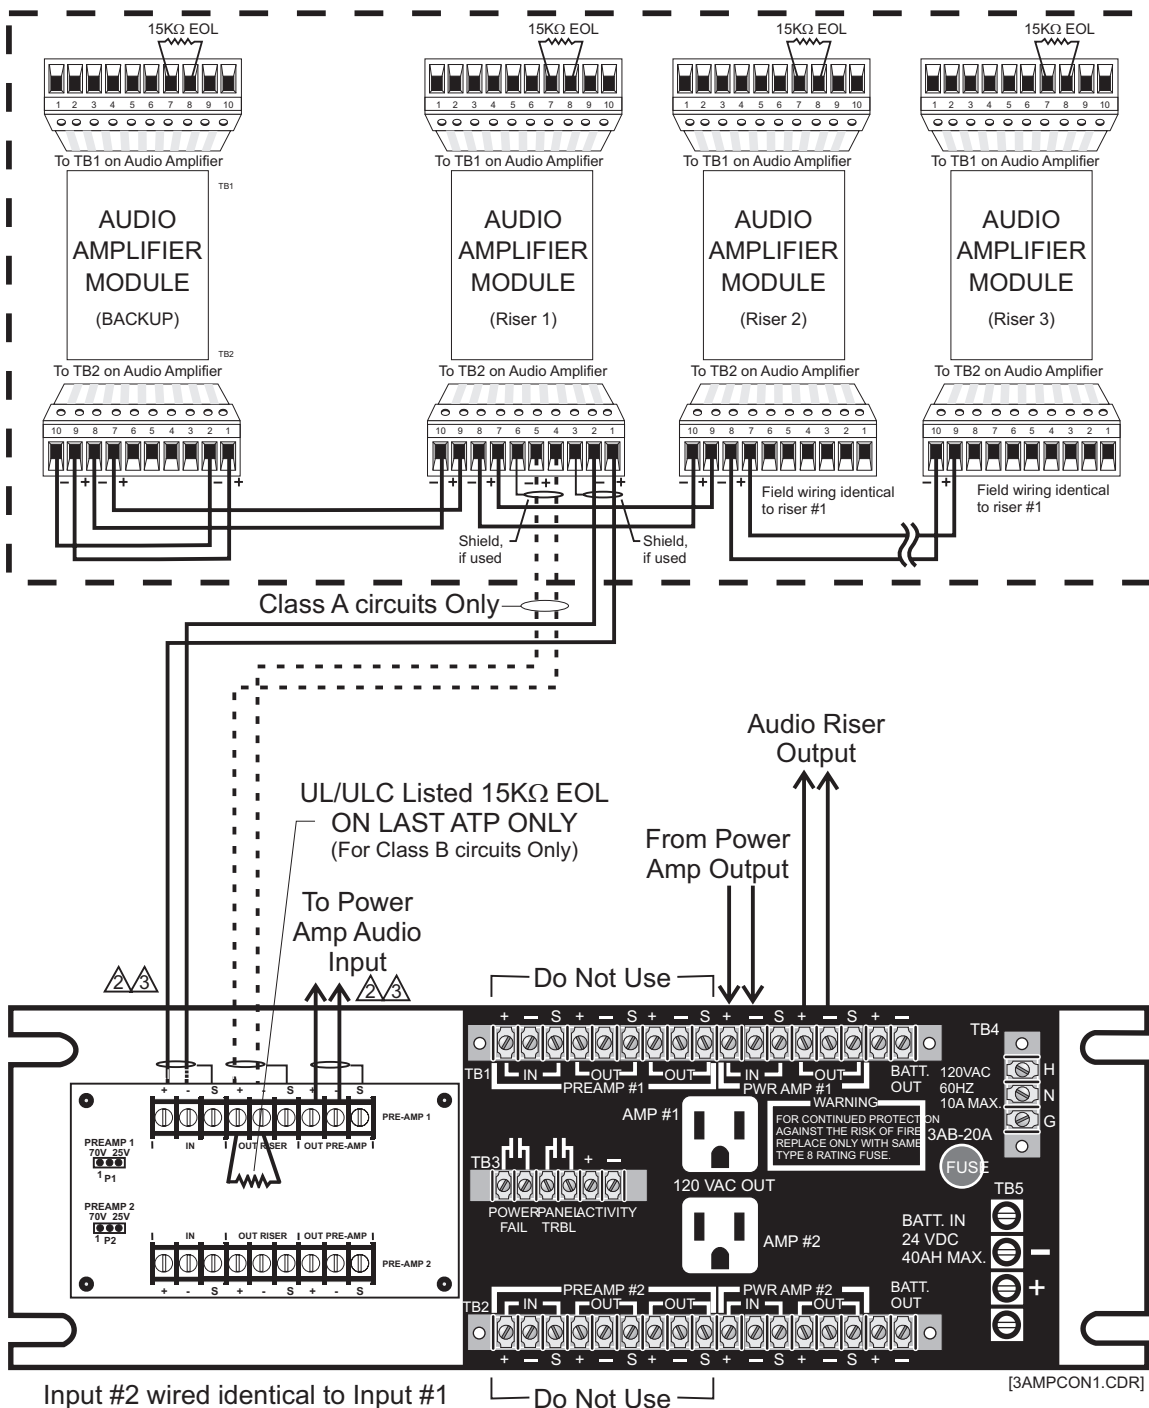 15KΩ EOL 15KΩ EOL 15KΩ EOL 15KΩ EOL
1 2 3 4 5 6 7 8 9 10 1 2 3 4 5 6 7 8 9 10 1 2 3 4 5 6 7 8 9 10 1 2 3 4 5 6 7 8 9 10
To TB1 on Audio Amplifier To TB1 on Audio Amplifier To TB1 on Audio Amplifier To TB1 on Audio Amplifier
TB1
AUDIO AUDIO AUDIO AUDIO
AMPLIFIER AMPLIFIER AMPLIFIER AMPLIFIER
MODULE MODULE MODULE MODULE
(BACKUP) (Riser 1) (Riser 2) (Riser 3)
TB2
To TB2 on Audio Amplifier To TB2 on Audio Amplifier To TB2 on Audio Amplifier To TB2 on Audio Amplifier
10 9 8 7 6 5 4 3 2 1 10 9 8 7 6 5 4 3 2 1 10 9 8 7 6 5 4 3 2 1 10 9 8 7 6 5 4 3 2 1
– + – + – + – + – + – + – + – + – + – +
Field wiring identical Field wiring identical
to riser #1 to riser #1
Shield, Shield,
if used if used
Class A circuits Only
Audio Riser
Output
UL/ULC Listed 15KΩ EOL
ON LAST ATP ONLY
(For Class B circuits Only)
From Power
Amp Output
To Power
Amp Audio
Input
2 3 2 3
Do Not Use
+ – S + – S + – S + – S + – S + –
TB1 IN OUT OUT IN OUT BATT.
PREAMP #1 PWR AMP #1 OUT
TB4
120VAC H
60HZ N
10A MAX. G
+ - S + - S + - S
PRE-AMP 1
IN OUT RISER OUT PRE-AMP
PREAMP 1
70V 25V
1 P1
PREAMP 2
70V 25V
1 P2
IN OUT RISER OUT PRE-AMP
PRE-AMP 2
+ - S + - S + - S
AMP #1
WARNING
FOR CONTINUED PROTECTION
AGAINST THE RISK OF FIRE
REPLACE ONLY WITH SAME
TYPE 8 RATING FUSE.
3AB-20A
FUSE
TB3 + –
120 VAC OUT
POWER PANEL ACTIVITY
FAIL TRBL
AMP #2
TB5
BATT. IN
24 VDC
40AH MAX.
–
+
PREAMP #2 PWR AMP #2 BATT.
TB2 IN OUT OUT IN OUT OUT
+ – S + – S + – S + – S + – S + –
Input #2 wired identical to Input #1
Do Not Use
[3AMPCON1.CDR]